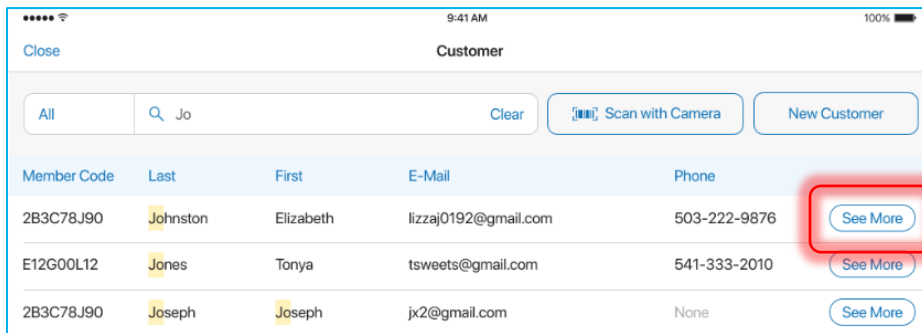 9:41 AM 100%
Close Customer
All Jo Clear Scan with Camera New Customer
Member Code Last First E-Mail Phone
2B3C78J90 Johnston Elizabeth lizzaj0192@gmail.com 503-222-9876 See More
E12G00L12 Jones Tonya tsweets@gmail.com 541-333-2010 See More
2B3C78J90 Joseph Joseph jx2@gmail.com None See More